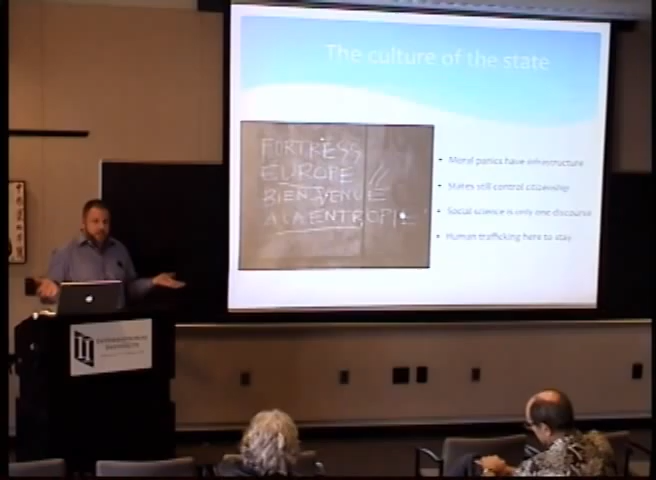 The culture of the state
FORTRESS
EUROPE //
BIENVENUE
A LA ENTROPIE
• Moral panics have infrastructure
• States still control citizenship
• Social science is only one discourse
• Human trafficking here to stay